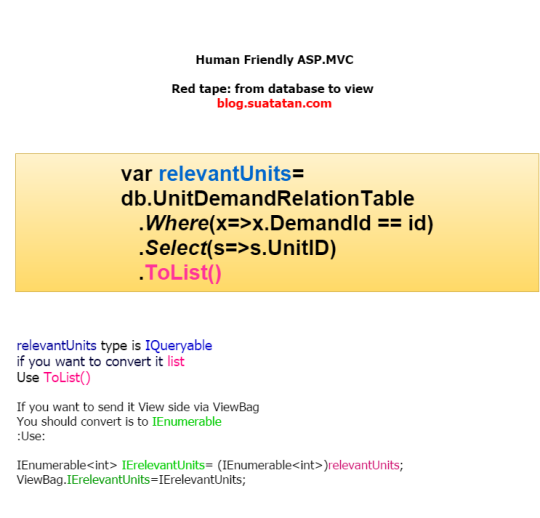 Human Friendly ASP.MVC
Red tape: from database to view
blog.suatatan.com
var relevantUnits=
db.UnitDemandRelationTable
.Where(x=>x.DemandId == id)
.Select(s=>s.UnitID)
.ToList()
relevantUnits type is IQueryable
if you want to convert it list
Use ToList()
If you want to send it View side via ViewBag
You should convert is to IEnumerable
:Use:
IEnumerable<int> IErelevantUnits= (IEnumerable<int>)relevantUnits;
ViewBag.IErelevantUnits=IErelevantUnits;